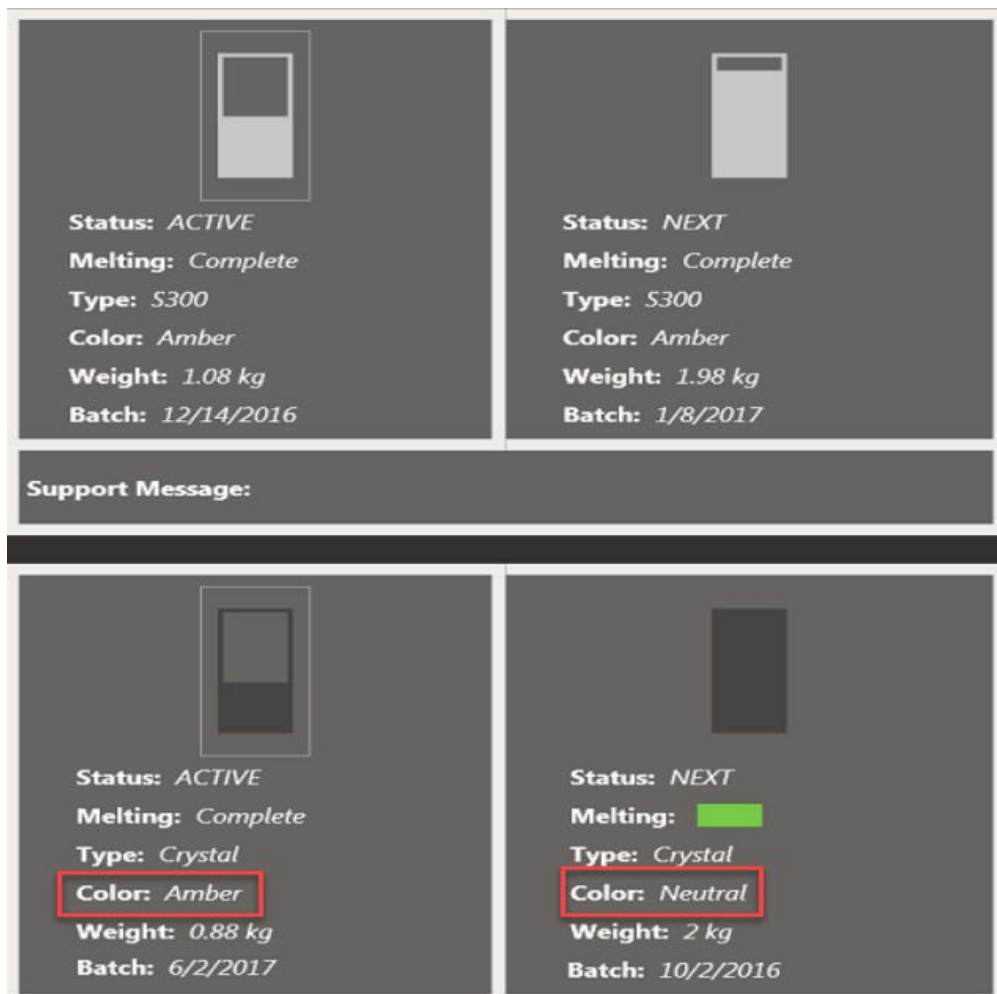 Status: ACTIVE
Melting: Complete
Type: S300
Color: Amber
Weight: 1.08 kg
Batch: 12/14/2016
Status: NEXT
Melting: Complete
Type: S300
Color: Amber
Weight: 1.98 kg
Batch: 1/8/2017
Support Message:
Status: ACTIVE
Melting: Complete
Type: Crystal
Color: Amber
Weight: 0.88 kg
Batch: 6/2/2017
Status: NEXT
Melting:
Type: Crystal
Color: Neutral
Weight: 2 kg
Batch: 10/2/2016